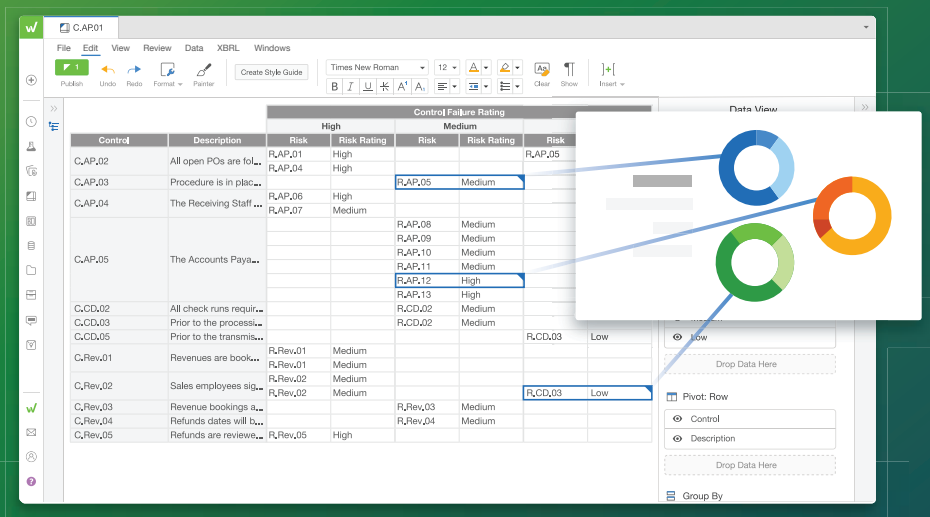 W C.AP.01
File Edit View Review Data XBRL Windows
1 Times New Roman 12 A
Publish Undo Redo Format Painter Create Style Guide B I U K A A Clear Show Insert
Data View
Control Failure Rating
High Medium
Control Description Risk Risk Rating Risk Risk Rating
C.AP.02 All open POs are fol... R.AP.01 High R.AP.05
R.AP.04 High
C.AP.03 Procedure is in plac... R.AP.05 Medium
C.AP.04 The Receiving Staff ... R.AP.06 High
R.AP.07 Medium
C.AP.05 The Accounts Paya... R.AP.08 Medium
R.AP.09 Medium
R.AP.10 Medium
R.AP.11 Medium
R.AP.12 High
R.AP.13 High
C.CD.02 All check runs requir... R.CD.02 Medium
C.CD.03 Prior to the processi... R.CD.02 Medium
C.CD.05 Prior to the transmis... R.CD.03 Low
C.Rev.01 Revenues are book... R.Rev.01 Medium
R.Rev.01 Medium
C.Rev.02 Sales employees sig... R.Rev.02 Medium
R.Rev.02 Medium R.CD.03 Low
C.Rev.03 Revenue bookings a... R.Rev.03 Medium
C.Rev.04 Refunds dates will b... R.Rev.04 Medium
C.Rev.05 Refunds are reviewe... R.Rev.05 High
Low
Drop Data Here
Pivot: Row
Control
Description
Drop Data Here
Group By